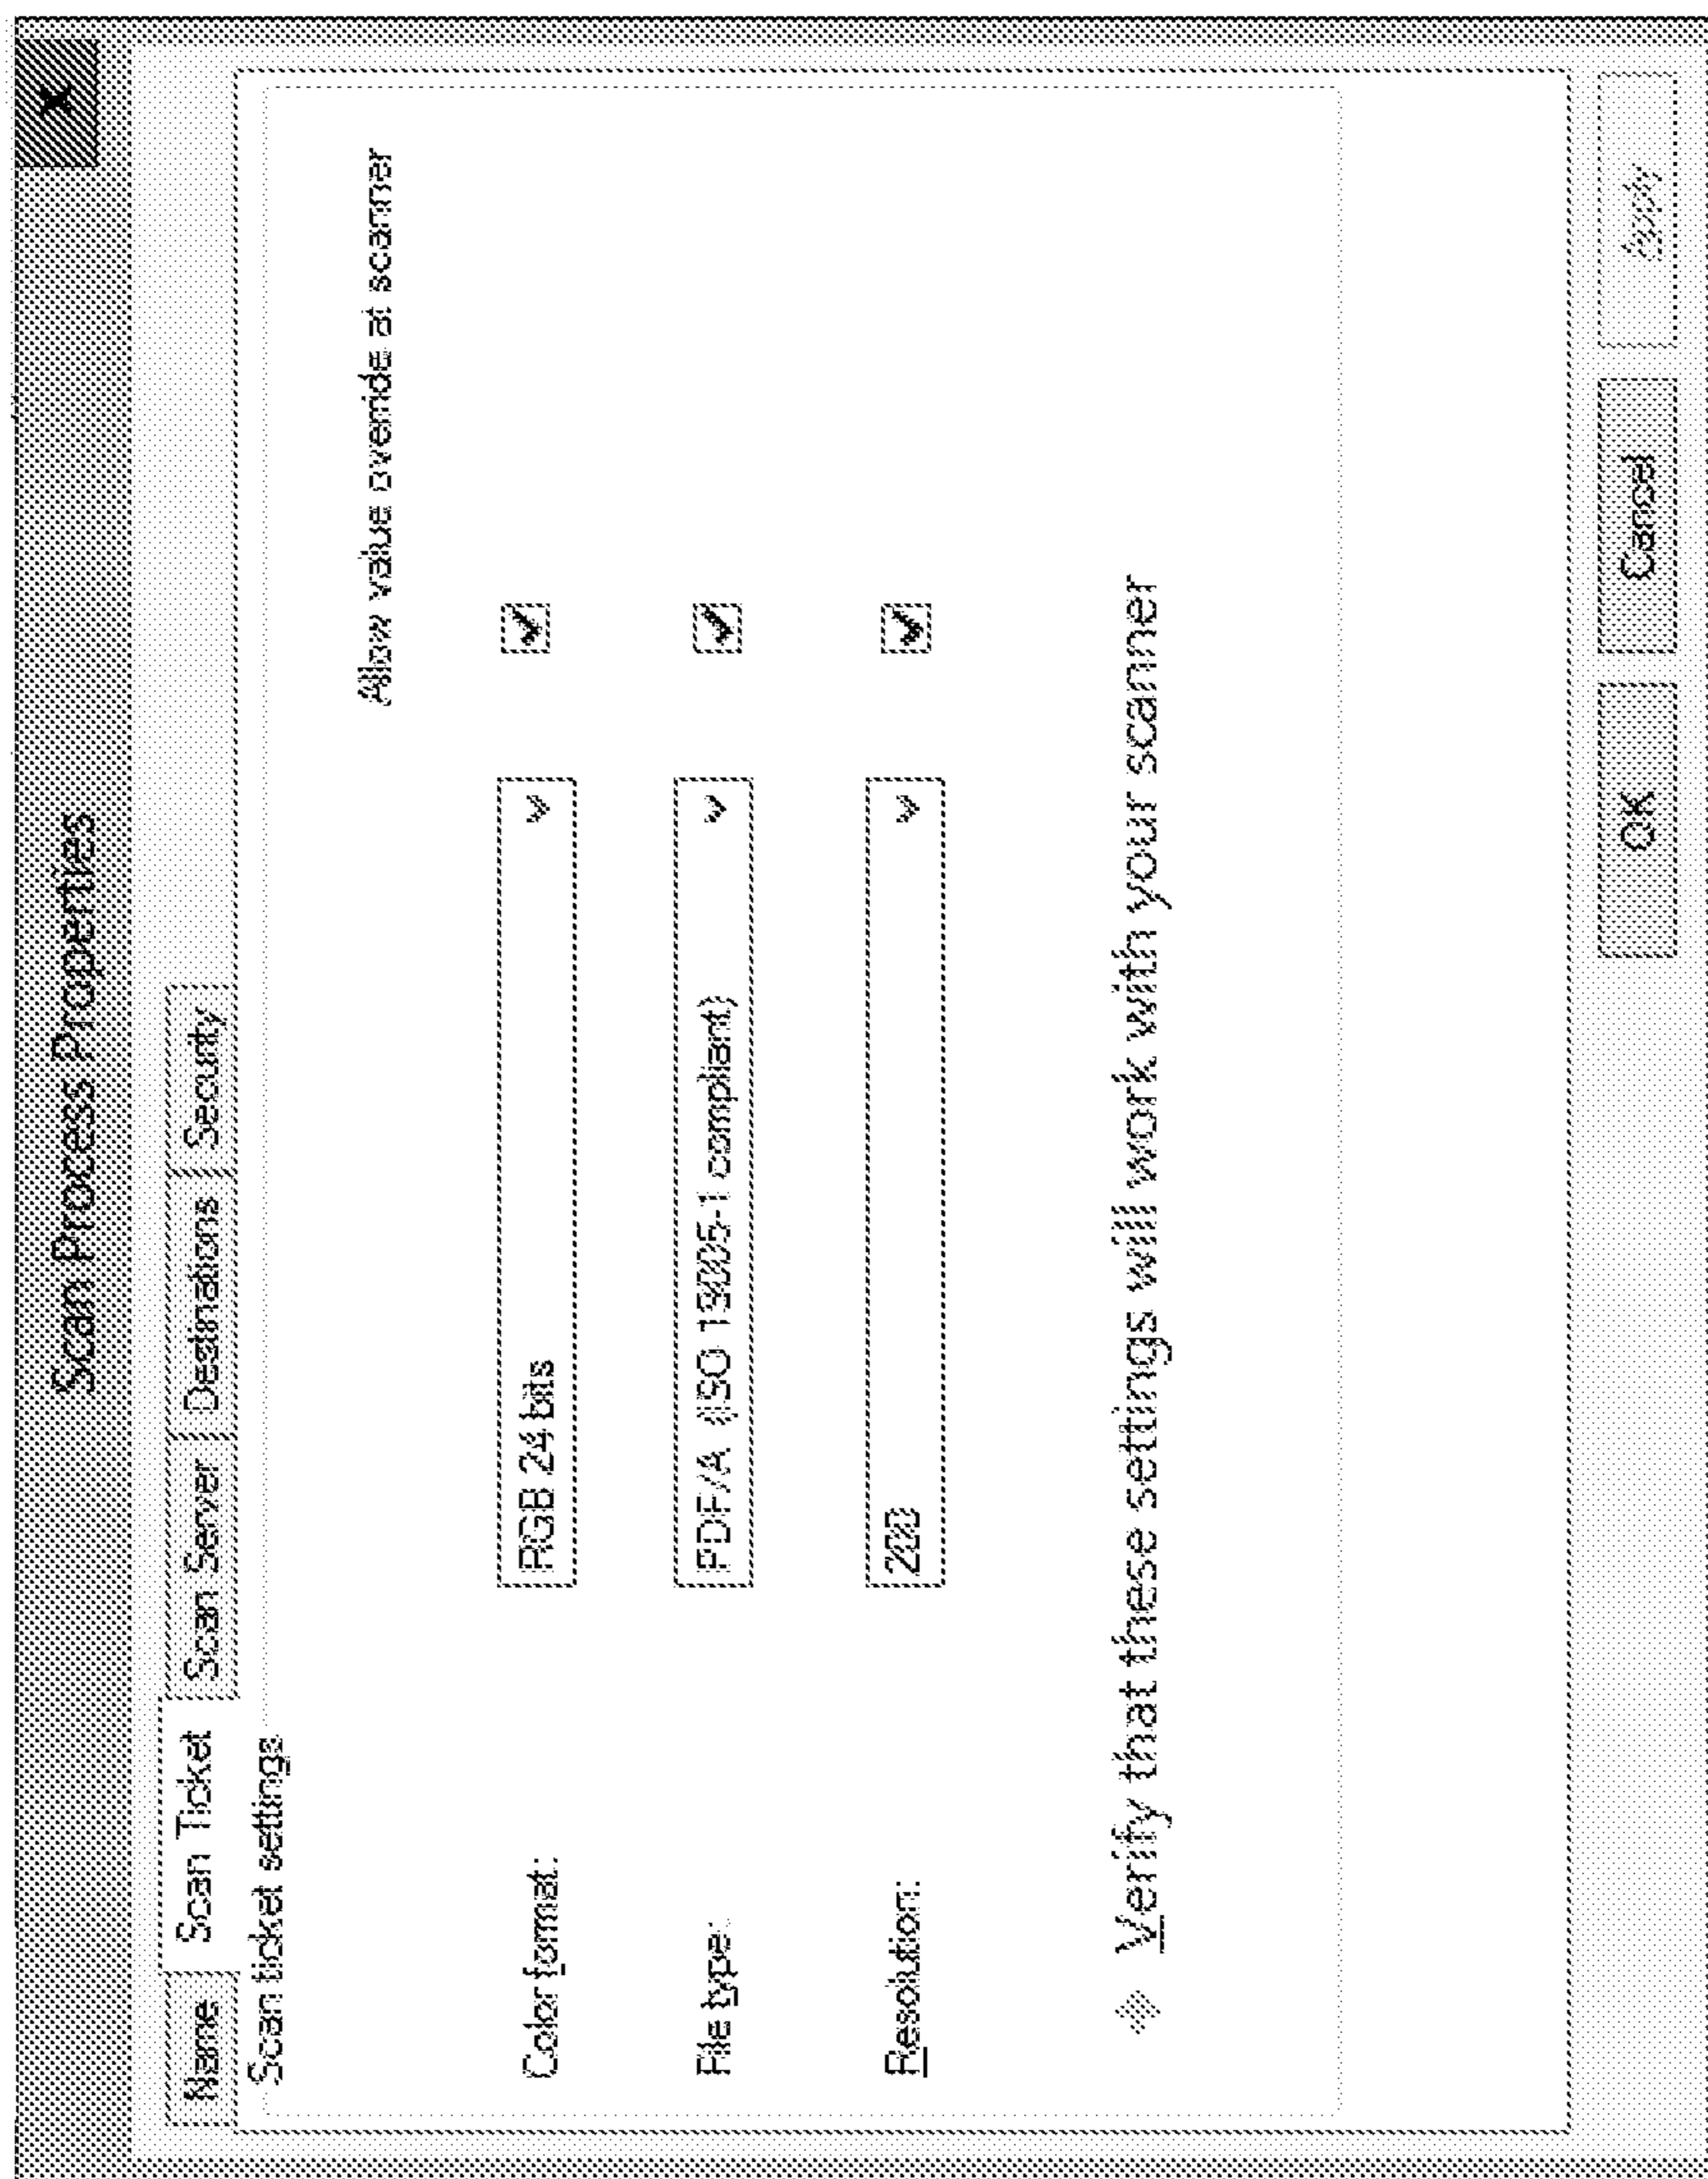 Scan Process Properties
X
Name Scan Ticket Scan Server Destinations Security
Scan ticket settings
Allow value override at scanner
Color format: RGB 24 bits
File type: PDF/A (ISO 19005-1 compliant)
Resolution: 200
Verify that these settings will work with your scanner
OK Cancel Apply